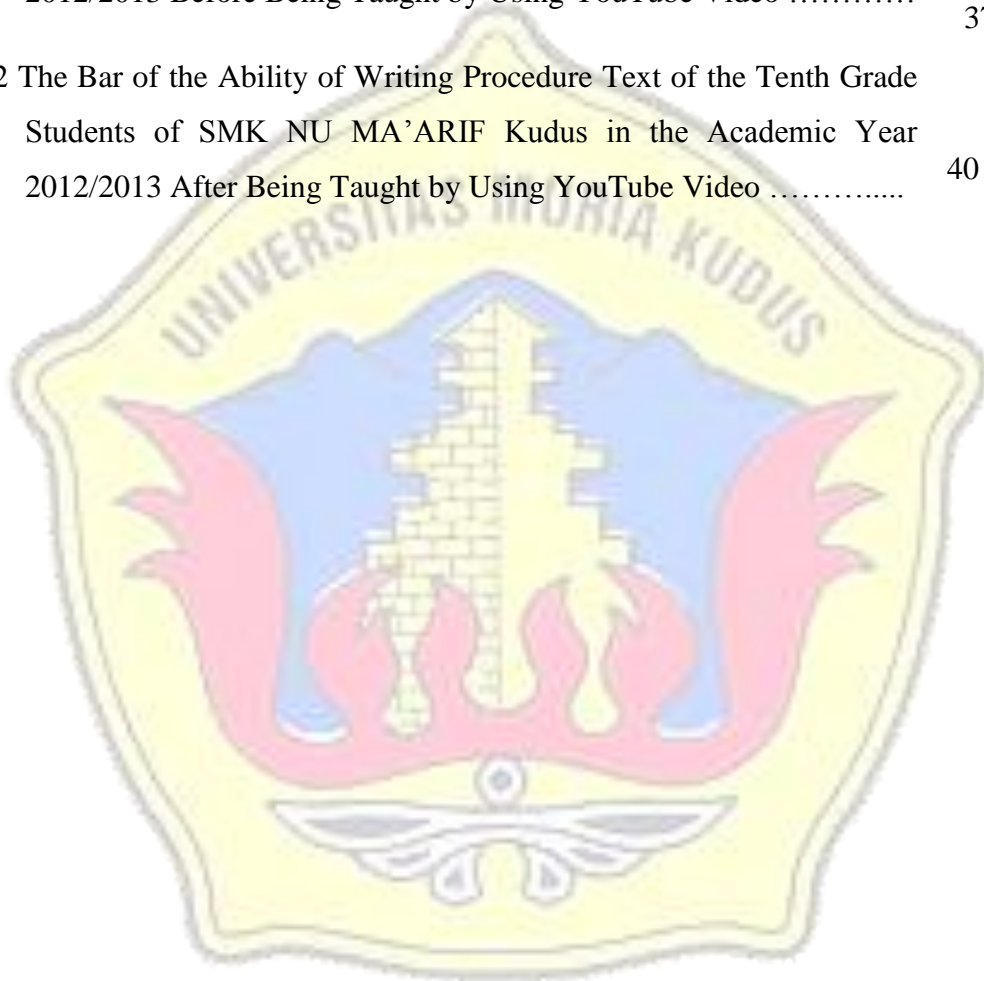 2012/2013 Before Being Taught by Using YouTube Video …………
37
2 The Bar of the Ability of Writing Procedure Text of the Tenth Grade
Students of SMK NU MA’ARIF Kudus in the Academic Year
2012/2013 After Being Taught by Using YouTube Video ……….....
40
UNIVERSITAS MURIA KUDUS